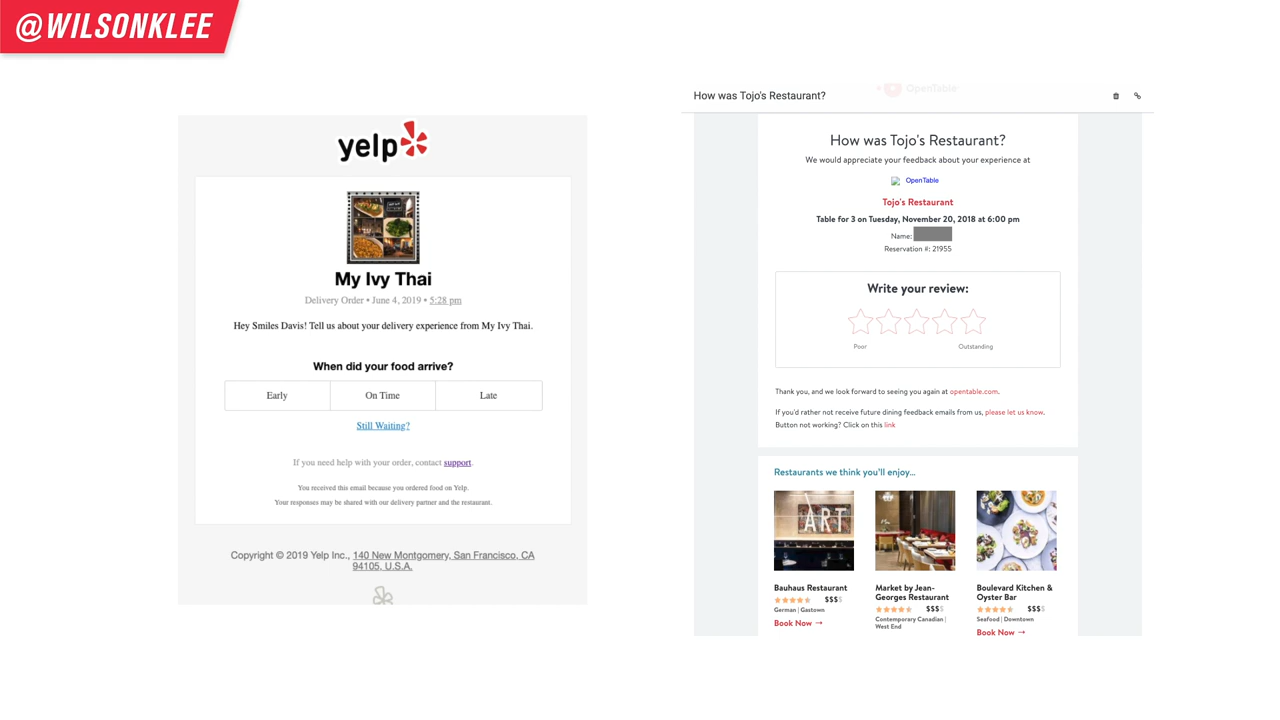 @WILSONKLEE
yelp
My Ivy Thai
Delivery Order • June 4, 2019 • 5:28 pm
Hey Smiles Davis! Tell us about your delivery experience from My Ivy Thai.
When did your food arrive?
Early
On Time
Late
Still Waiting?
If you need help with your order, contact support.
You received this email because you ordered food on Yelp.
Your responses may be shared with our delivery partner and the restaurant.
Copyright © 2019 Yelp Inc., 140 New Montgomery, San Francisco, CA
94105, U.S.A.
How was Tojo's Restaurant?
OpenTable
How was Tojo's Restaurant?
We would appreciate your feedback about your experience at
OpenTable
Tojo's Restaurant
Table for 3 on Tuesday, November 20, 2018 at 6:00 pm
Name:
Reservation #: 21955
Write your review:
Poor
Outstanding
Thank you, and we look forward to seeing you again at opentable.com.
If you'd rather not receive future dining feedback emails from us, please let us know.
Button not working? Click on this link
Restaurants we think you'll enjoy...
ART
Bauhaus Restaurant
$$$$
German | Gastown
Book Now →
Market by Jean-
Georges Restaurant
$$$$
Contemporary Canadian |
West End
Boulevard Kitchen &
Oyster Bar
$$$$
Seafood | Downtown
Book Now →